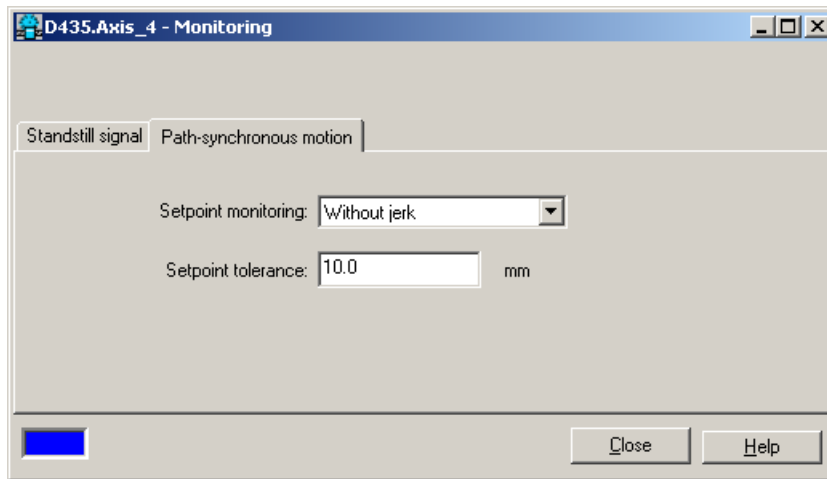 D435.Axis_4 - Monitoring
Standstill signal Path-synchronous motion
Setpoint monitoring: Without jerk
Setpoint tolerance: 10.0 mm
Close Help